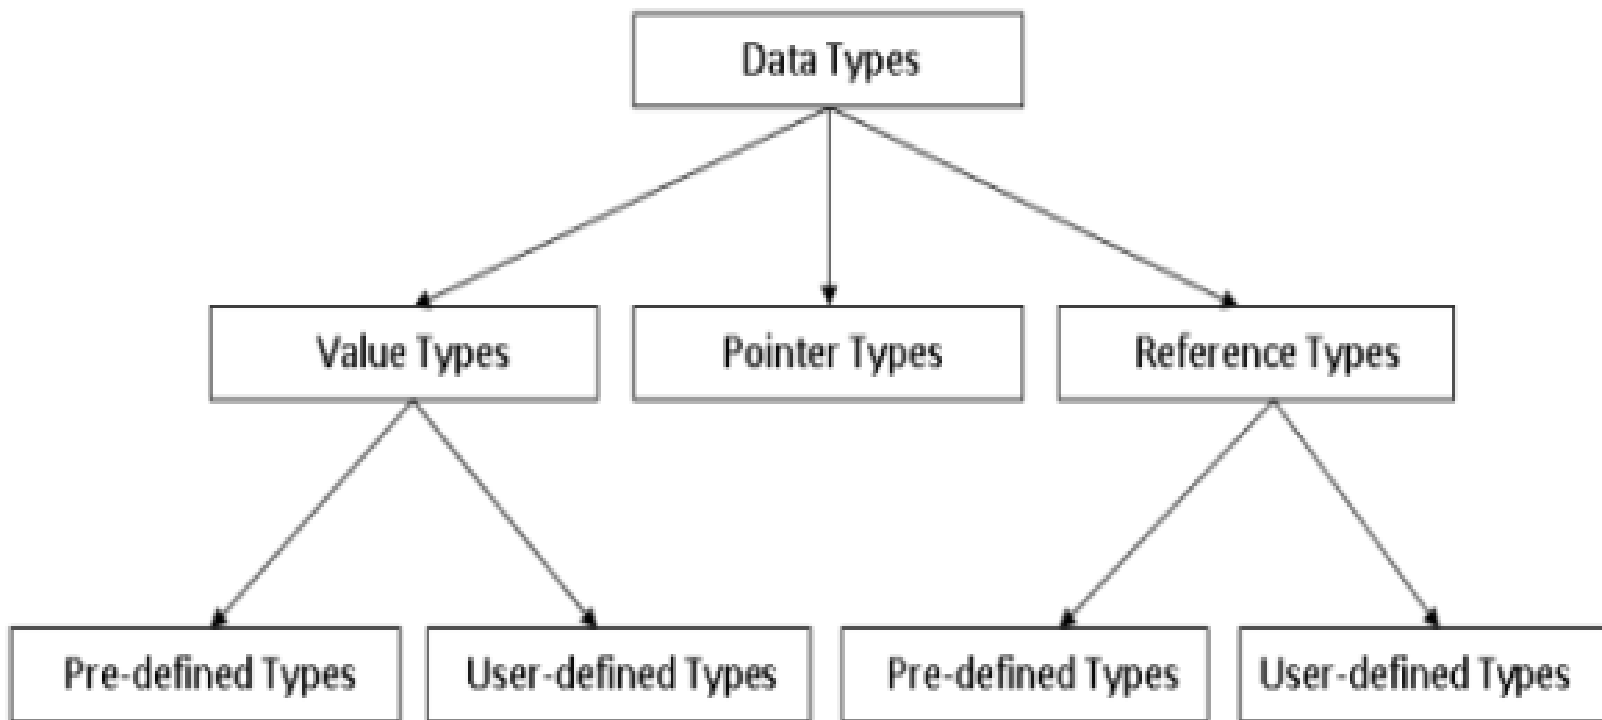 Data Types
Value Types
Pointer Types
Reference Types
Pre-defined Types
User-defined Types
Pre-defined Types
User-defined Types